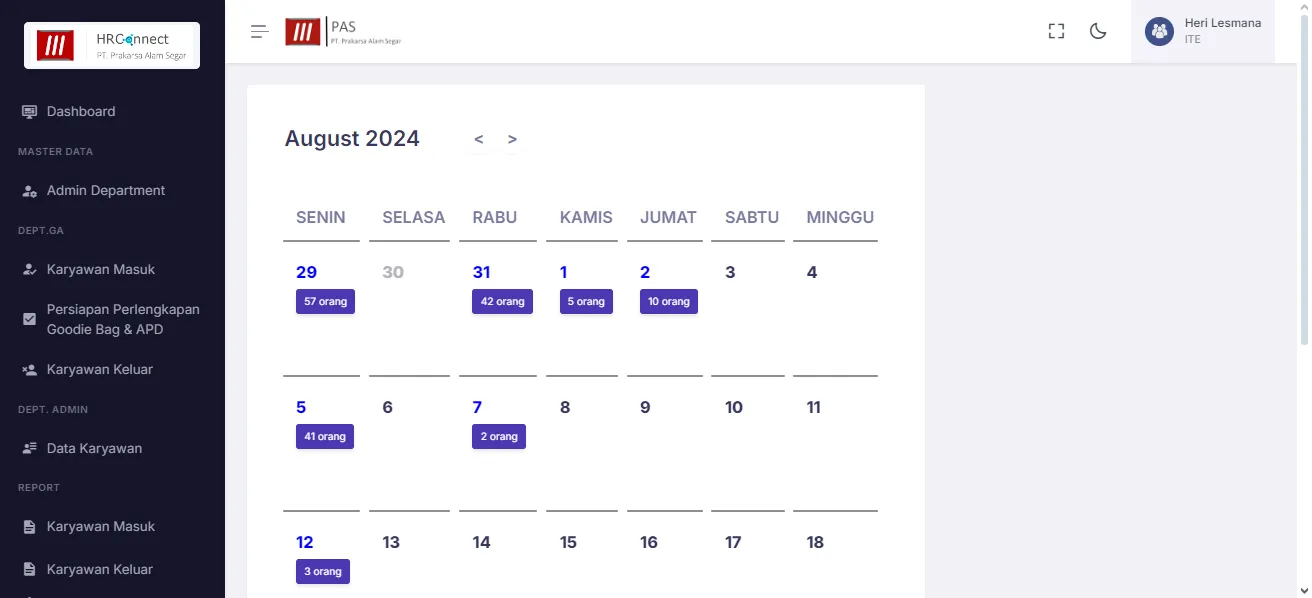 HRConnect
PT. Prakarsa Alam Segar
PAS
PT. Prakarsa Alam Segar
Heri Lesmana
ITE
Dashboard
MASTER DATA
Admin Department
DEPT.GA
Karyawan Masuk
Persiapan Perlengkapan
Goodie Bag & APD
Karyawan Keluar
DEPT. ADMIN
Data Karyawan
REPORT
Karyawan Masuk
Karyawan Keluar
August 2024 < >
SENIN SELASA RABU KAMIS JUMAT SABTU MINGGU
29 30 31 1 2 3 4
57 orang 42 orang 5 orang 10 orang
5 6 7 8 9 10 11
41 orang 2 orang
12 13 14 15 16 17 18
3 orang